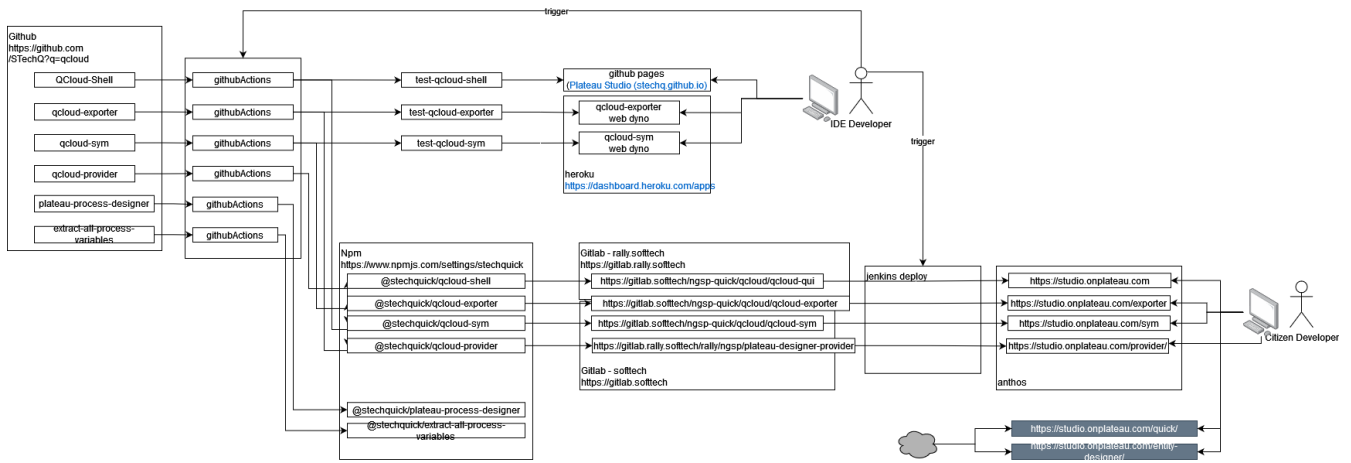 trigger
Github
https://github.com
/STechQ?q=qcloud
QCloud-Shell
githubActions
test-qcloud-shell
github pages
(Plateau Studio (stechq.github.io)
qcloud-exporter
githubActions
test-qcloud-exporter
qcloud-exporter
web dyno
IDE Developer
qcloud-sym
githubActions
test-qcloud-sym
qcloud-sym
web dyno
trigger
qcloud-provider
githubActions
heroku
https://dashboard.heroku.com/apps
plateau-process-designer
githubActions
extract-all-process-
variables
githubActions
Npm
https://www.npmjs.com/settings/stechquick
Gitlab - rally.softtech
https://gitlab.rally.softtech
jenkins deploy
@stechquick/qcloud-shell
https://gitlab.softtech/ngsp-quick/qcloud/qcloud-qui
https://studio.onplateau.com
@stechquick/qcloud-exporter
https://gitlab.softtech/ngsp-quick/qcloud/qcloud-exporter
https://studio.onplateau.com/exporter
@stechquick/qcloud-sym
https://gitlab.softtech/ngsp-quick/qcloud/qcloud-sym
https://studio.onplateau.com/sym
@stechquick/qcloud-provider
https://gitlab.rally.softtech/rally/ngsp/plateau-designer-provider
https://studio.onplateau.com/provider/
Citizen Developer
Gitlab - softtech
https://gitlab.softtech
anthos
@stechquick/plateau-process-designer
@stechquick/extract-all-process-
variables
https://studio.onplateau.com/quick/
https://studio.onplateau.com/entity-
designer/